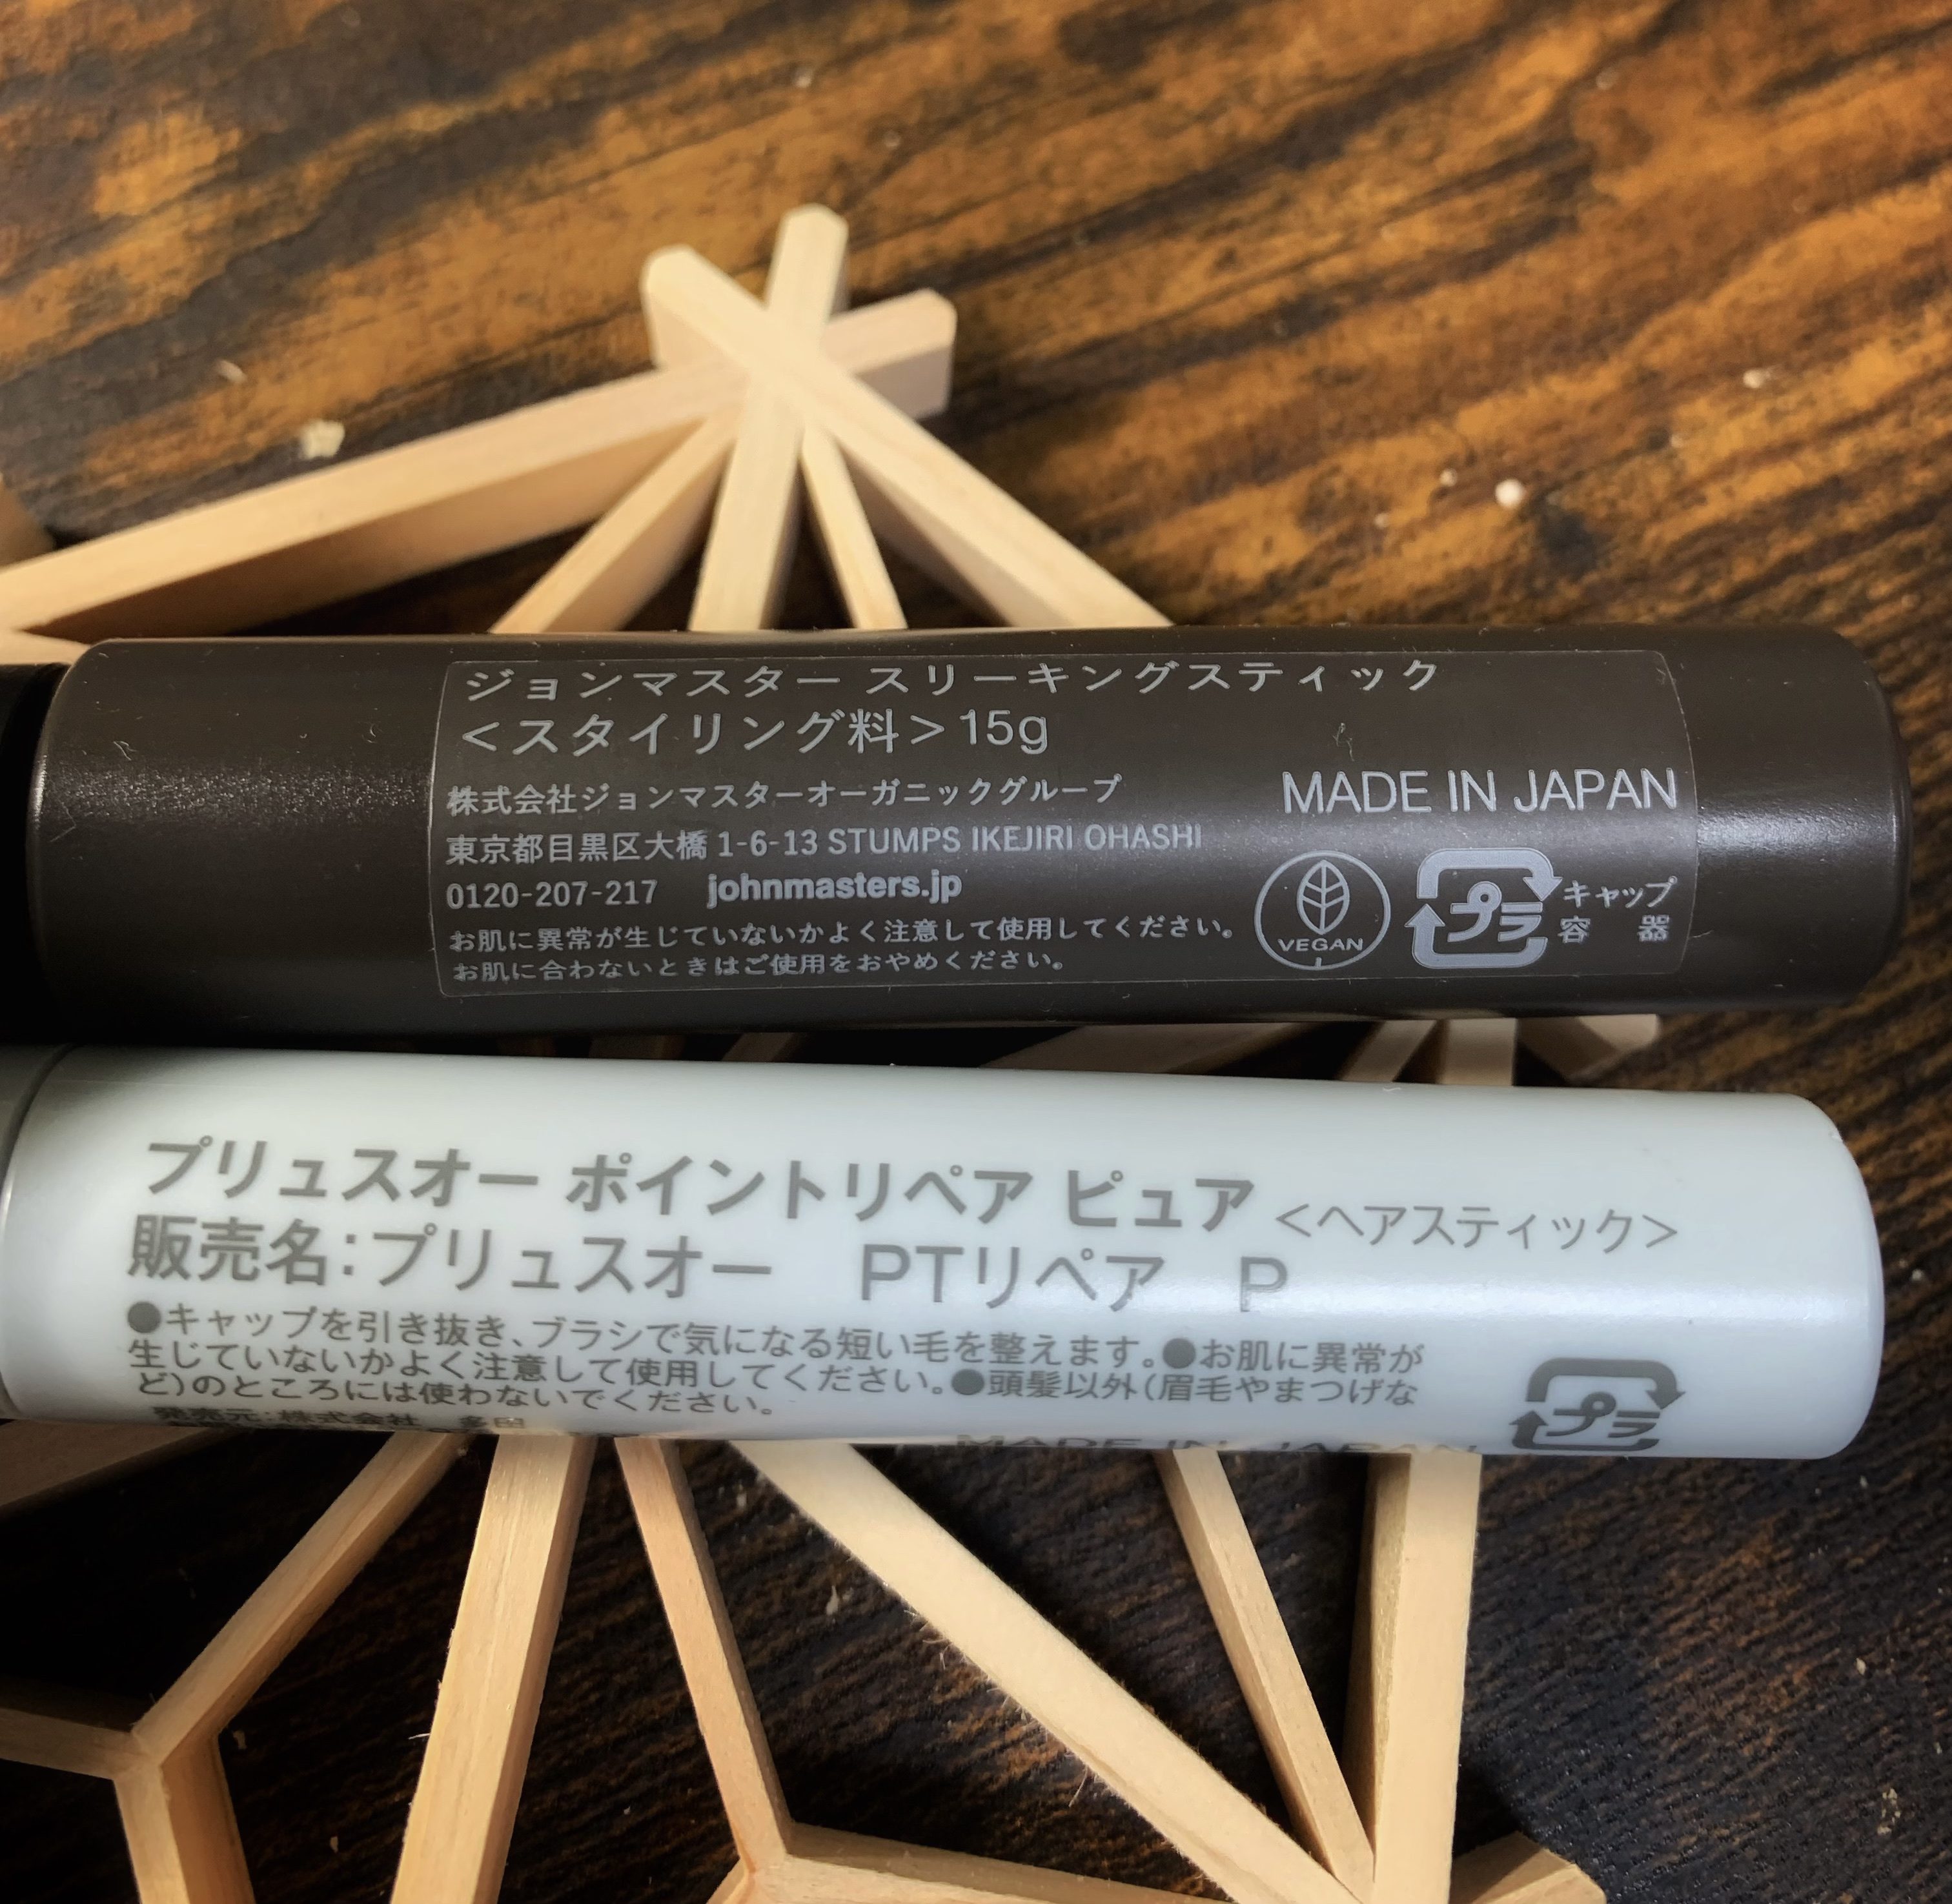 ジョンマスター スリーキングスティック
＜スタイリング料＞15g
株式会社ジョンマスターオーガニックグループ
東京都目黒区大橋 1-6-13 STUMPS IKEJIRI OHASHI
0120-207-217 johnmasters.jp
お肌に異常が生じていないかよく注意して使用してください。
お肌に合わないときはご使用をおやめください。
MADE IN JAPAN
VEGAN
プラ
キャップ
容 器
プリュスオー ポイントリペア ピュア＜ヘアスティック＞
販売名：プリュスオー PTリペア P
●キャップを引き抜き、ブラシで気になる短い毛を整えます。●お肌に異常が
生じていないかよく注意して使用してください。●頭髪以外（眉毛やまつげな
ど）のところには使わないでください。
発売元：株式会社
MADE IN JAPAN
プラ